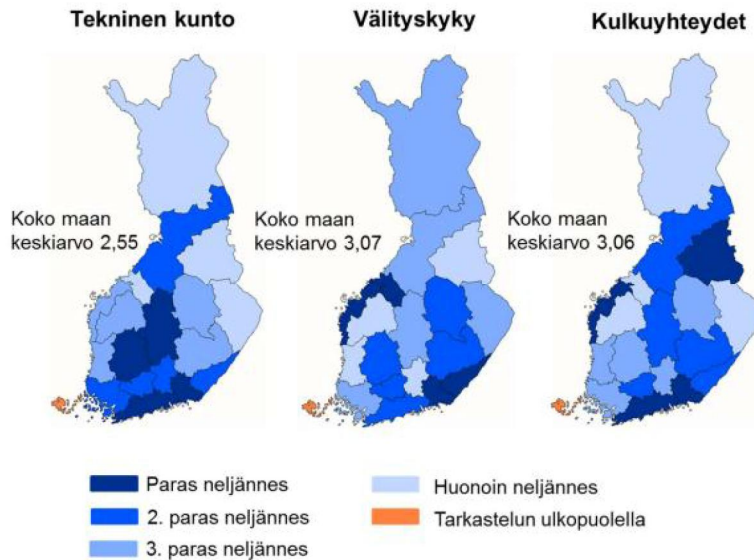 Tekninen kunto
Välityskyky
Kulkuyhteydet
Koko maan
keskiarvo 2,55
Koko maan
keskiarvo 3,07
Koko maan
keskiarvo 3,06
Paras neljännes
2. paras neljännes
3. paras neljännes
Huonoin neljännes
Tarkastelun ulkopuolella